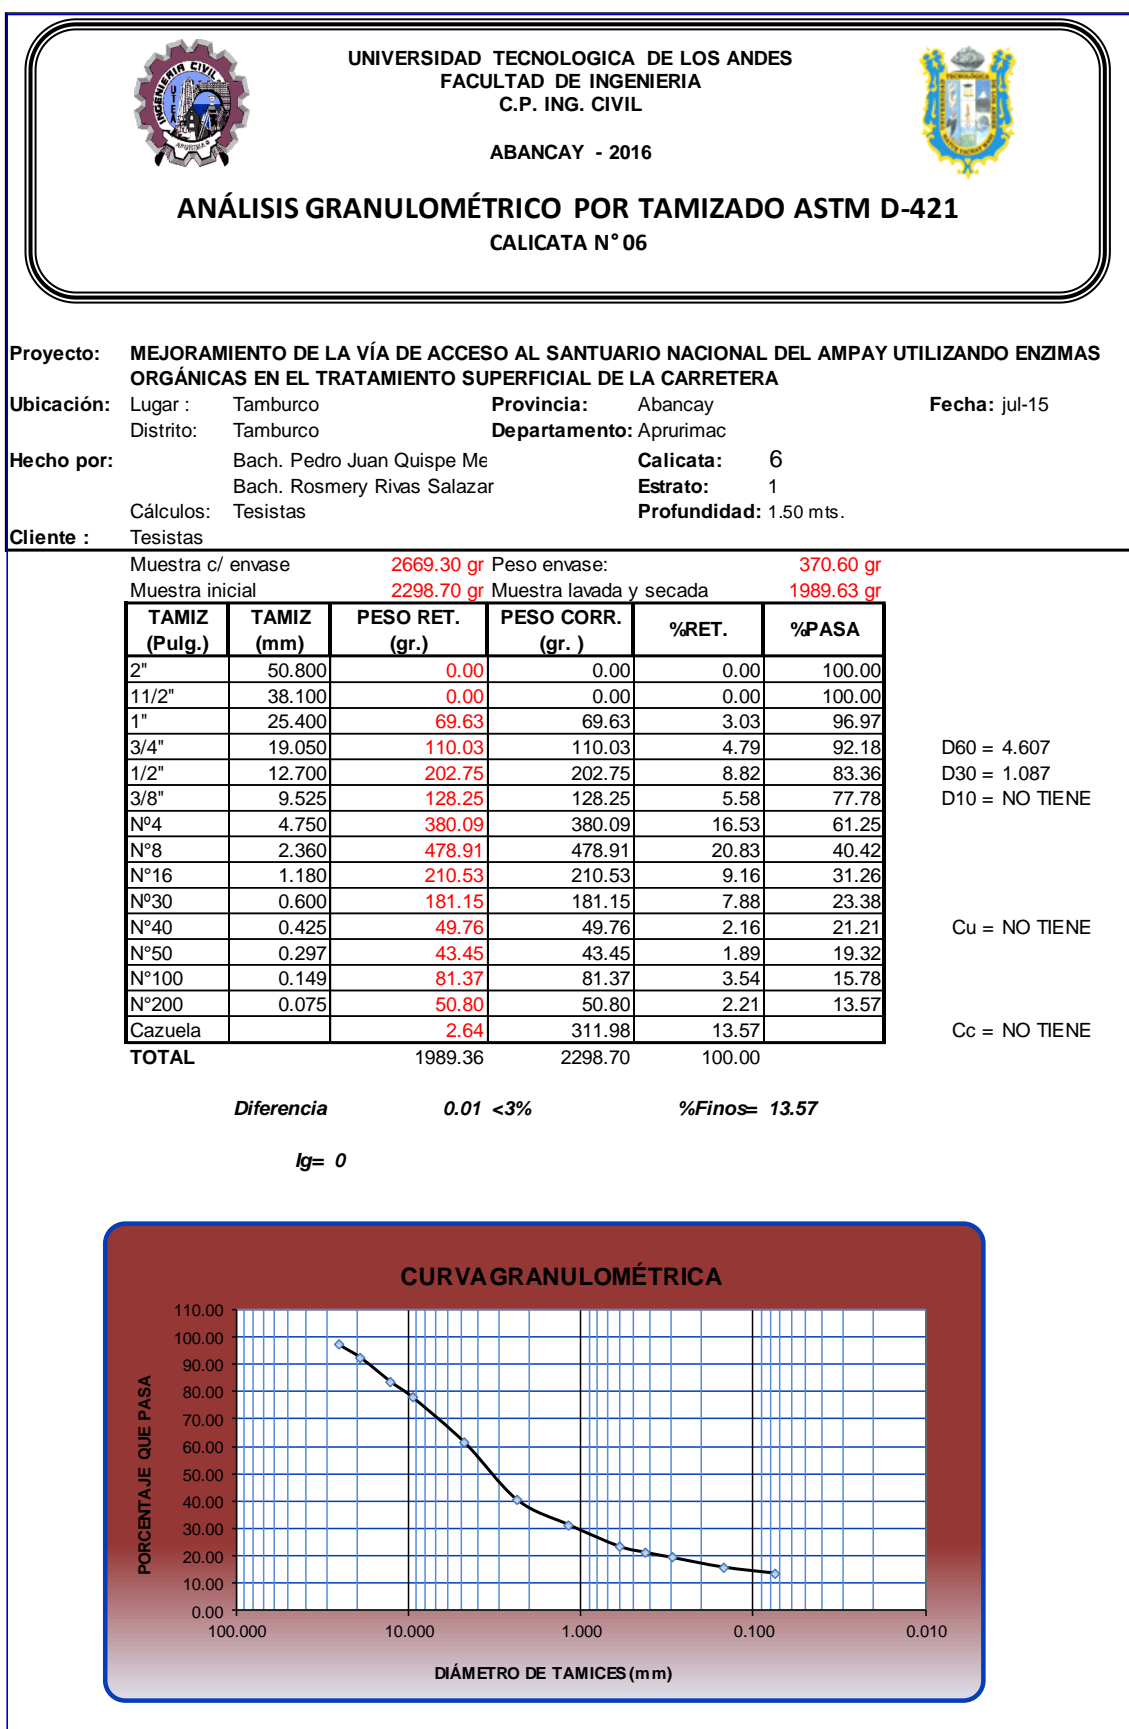 UNIVERSIDAD TECNOLOGICA DE LOS ANDES
FACULTAD DE INGENIERIA
C.P. ING. CIVIL
ABANCAY - 2016
INGENIERIA CIVIL
UTEA
TECNOLOGICA
ANÁLISIS GRANULOMÉTRICO POR TAMIZADO ASTM D-421
CALICATA N° 06
Proyecto: MEJORAMIENTO DE LA VÍA DE ACCESO AL SANTUARIO NACIONAL DEL AMPAY UTILIZANDO ENZIMAS
ORGÁNICAS EN EL TRATAMIENTO SUPERFICIAL DE LA CARRETERA
Ubicación: Lugar : Tamburco Provincia: Abancay Fecha: jul-15
Distrito: Tamburco Departamento: Aprurimac
Hecho por: Bach. Pedro Juan Quispe Me Calicata: 6
Bach. Rosmery Rivas Salazar Estrato: 1
Cálculos: Tesistas Profundidad: 1.50 mts.
Cliente : Tesistas
Muestra c/ envase 2669.30 gr Peso envase: 370.60 gr
Muestra inicial 2298.70 gr Muestra lavada y secada 1989.63 gr
TAMIZ TAMIZ PESO RET. PESO CORR. %RET. %PASA
(Pulg.) (mm) (gr.) (gr. )
2" 50.800 0.00 0.00 0.00 100.00
11/2" 38.100 0.00 0.00 0.00 100.00
1" 25.400 69.63 69.63 3.03 96.97
3/4" 19.050 110.03 110.03 4.79 92.18 D60 = 4.607
1/2" 12.700 202.75 202.75 8.82 83.36 D30 = 1.087
3/8" 9.525 128.25 128.25 5.58 77.78 D10 = NO TIENE
Nº4 4.750 380.09 380.09 16.53 61.25
N°8 2.360 478.91 478.91 20.83 40.42
N°16 1.180 210.53 210.53 9.16 31.26
Nº30 0.600 181.15 181.15 7.88 23.38
N°40 0.425 49.76 49.76 2.16 21.21 Cu = NO TIENE
N°50 0.297 43.45 43.45 1.89 19.32
N°100 0.149 81.37 81.37 3.54 15.78
N°200 0.075 50.80 50.80 2.21 13.57
Cazuela 2.64 311.98 13.57 Cc = NO TIENE
TOTAL 1989.36 2298.70 100.00
Diferencia 0.01 <3% %Finos= 13.57
Ig= 0
CURVA GRANULOMÉTRICA
PORCENTAJE QUE PASA
110.00
100.00
90.00
80.00
70.00
60.00
50.00
40.00
30.00
20.00
10.00
0.00
100.000 10.000 1.000 0.100 0.010
DIÁMETRO DE TAMICES (mm)